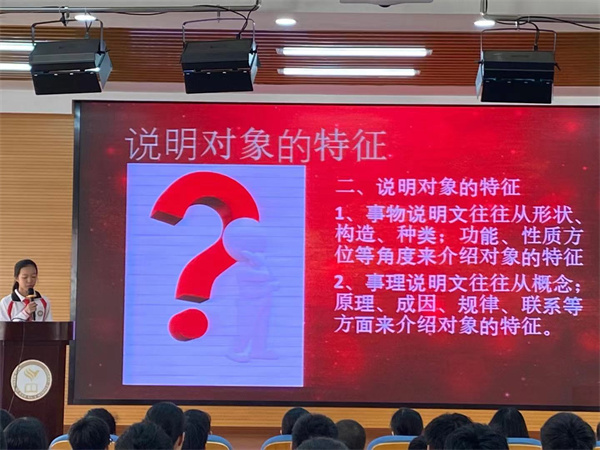 说明对象的特征
二、说明对象的特征
1、事物说明文往往从形状、
构造、种类；功能、性质方
位等角度来介绍对象的特征
2、事理说明文往往从概念；
原理、成因、规律、联系等
方面来介绍对象的特征。